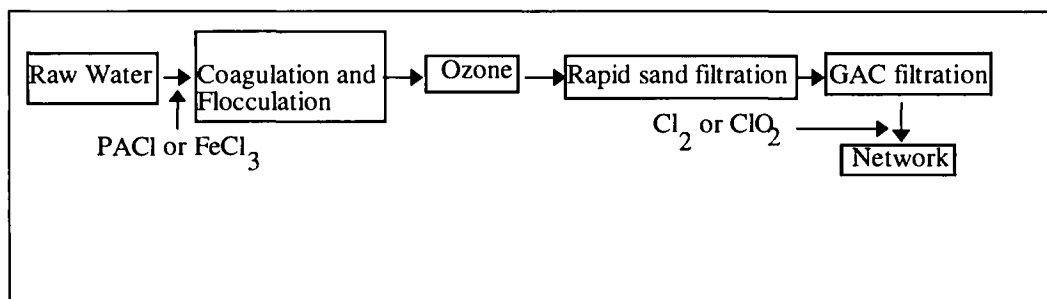 Raw Water
Coagulation and
Flocculation
Ozone
Rapid sand filtration
GAC filtration
PACl or FeCl3
Cl2 or ClO2
Network